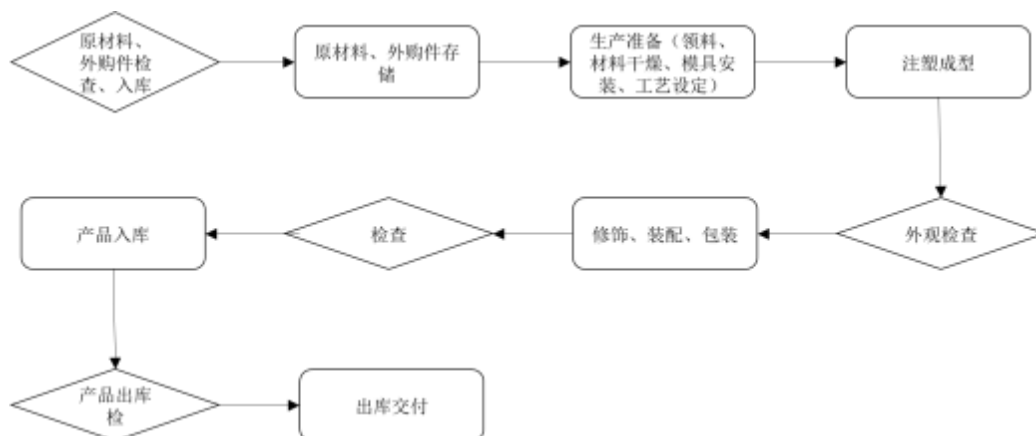 原材料、
外购件检
查、入库
原材料、外购件存
储
生产准备（领料、
材料干燥、模具安
装、工艺设定）
注塑成型
产品入库
检查
修饰、装配、包装
外观检查
产品出库
检
出库交付